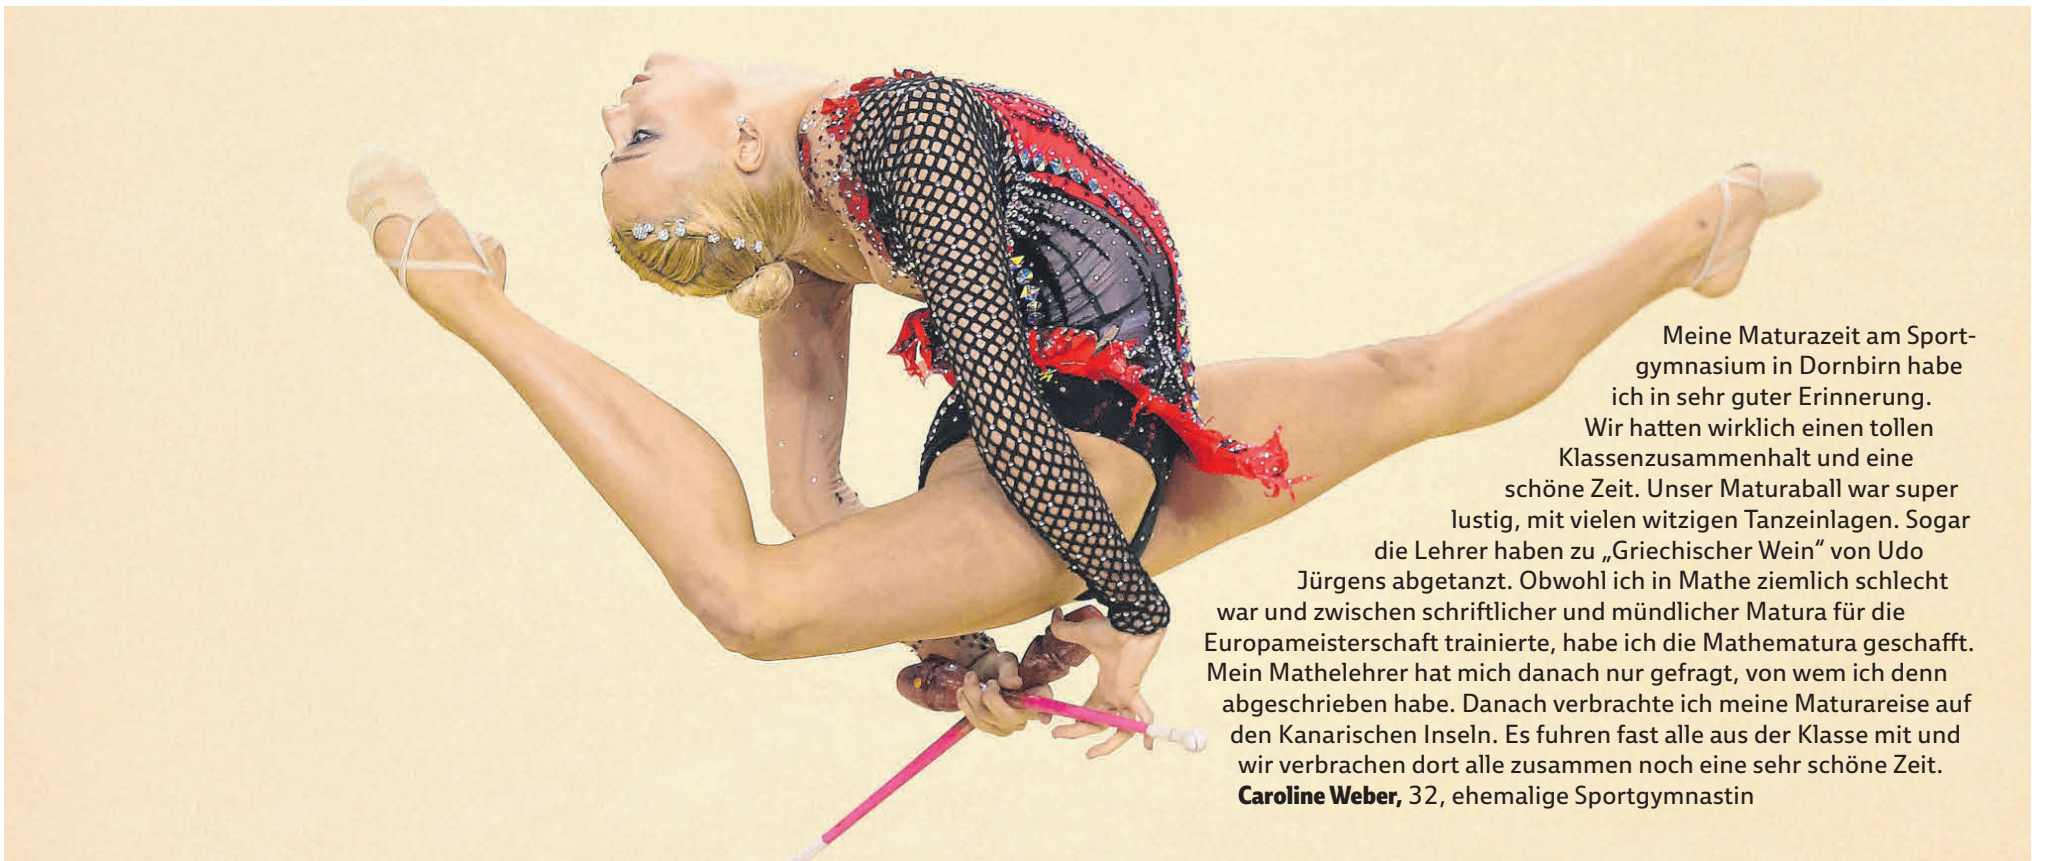 Meine Maturazeit am Sport-
gymnasium in Dornbirn habe
ich in sehr guter Erinnerung.
Wir hatten wirklich einen tollen
Klassenzusammenhalt und eine
schöne Zeit. Unser Maturaball war super
lustig, mit vielen witzigen Tanzeinlagen. Sogar
die Lehrer haben zu „Griechischer Wein“ von Udo
Jürgens abgetanzt. Obwohl ich in Mathe ziemlich schlecht
war und zwischen schriftlicher und mündlicher Matura für die
Europameisterschaft trainierte, habe ich die Mathematura geschafft.
Mein Mathelehrer hat mich danach nur gefragt, von wem ich denn
abgeschrieben habe. Danach verbrachte ich meine Maturareise auf
den Kanarischen Inseln. Es fuhren fast alle aus der Klasse mit und
wir verbrachen dort alle zusammen noch eine sehr schöne Zeit.
Caroline Weber, 32, ehemalige Sportgymnastin